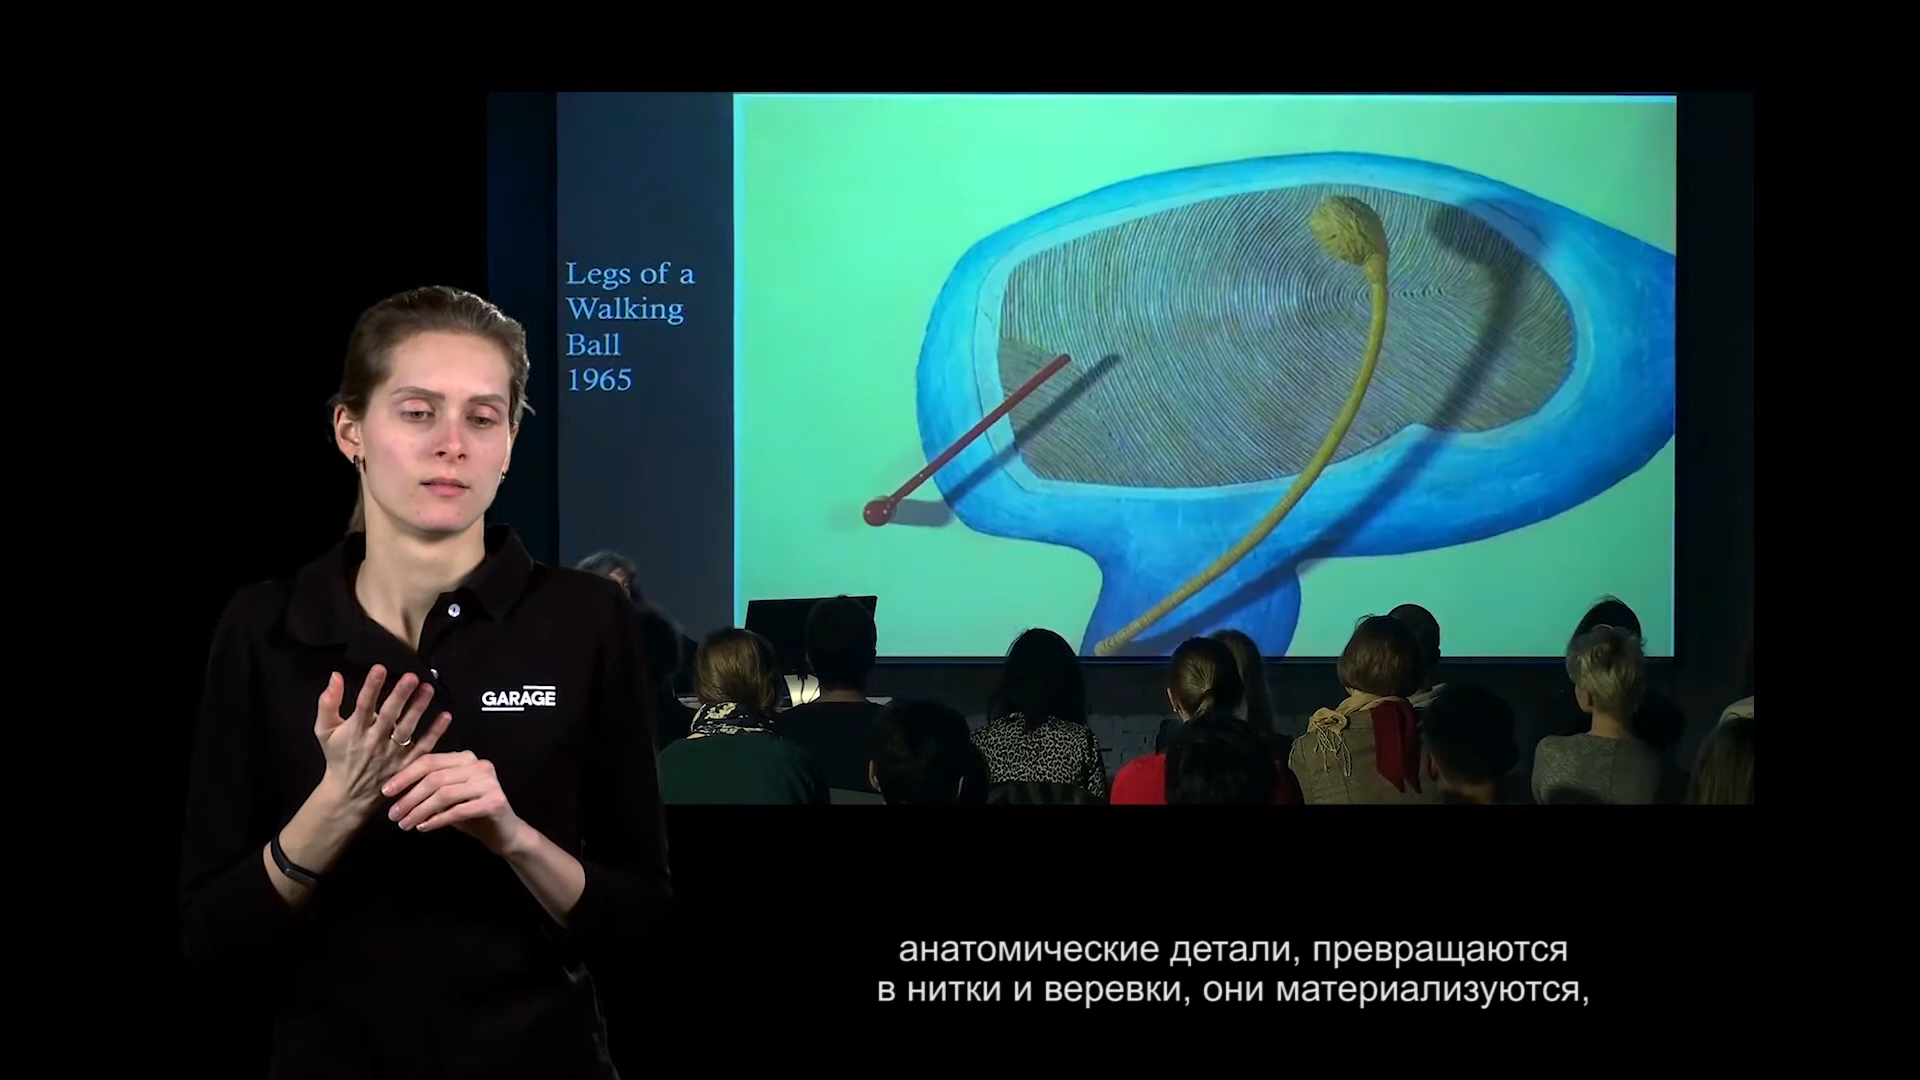 Legs of a
Walking
Ball
1965
GARAGE
анатомические детали, превращаются
в нитки и веревки, они материализуются,